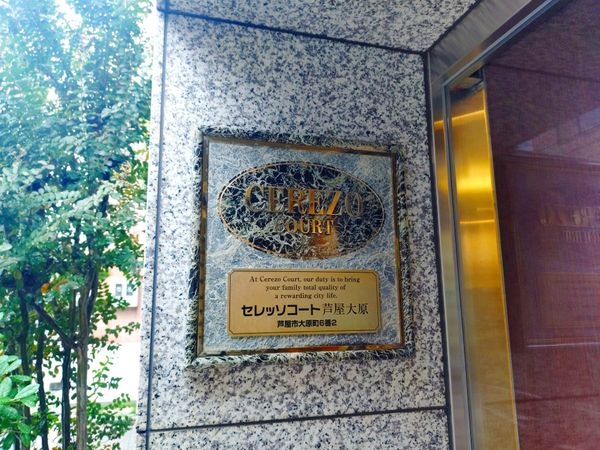 CEREZO
COURT
At Cerezo Court, our duty is to bring
your family total quality of
a rewarding city life.
セレッソコート芦屋大原
芦屋市大原町6番2